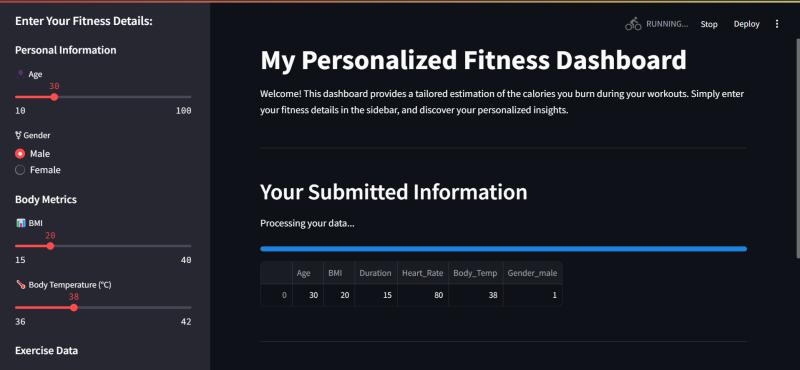 Enter Your Fitness Details:
Personal Information
Age
30
10 100
Gender
Male
Female
Body Metrics
BMI
20
15 40
Body Temperature (°C)
38
36 42
Exercise Data
RUNNING... Stop Deploy
My Personalized Fitness Dashboard
Welcome! This dashboard provides a tailored estimation of the calories you burn during your workouts. Simply enter
your fitness details in the sidebar, and discover your personalized insights.
Your Submitted Information
Processing your data...
Age BMI Duration Heart_Rate Body_Temp Gender_male
0 30 20 15 80 38 1